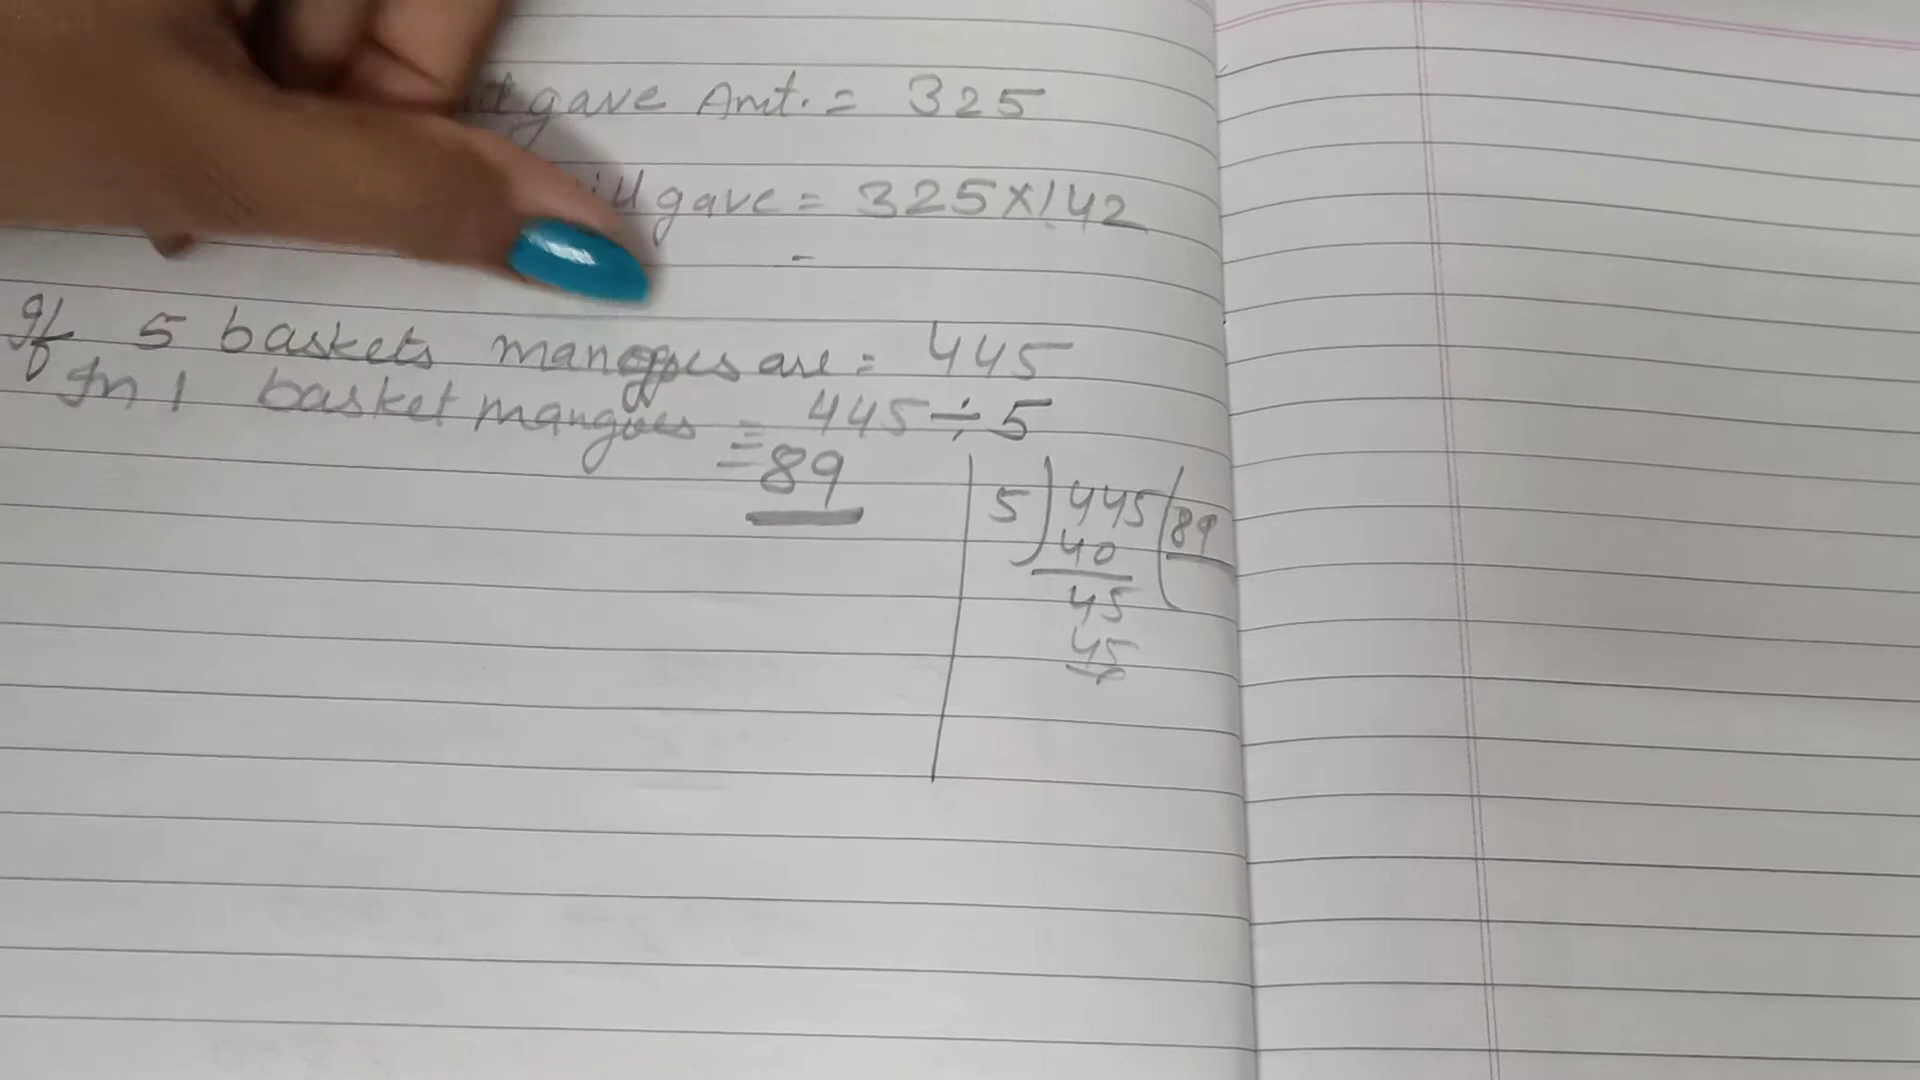 gave Amt. = 325
gave = 325×142
-
If 5 baskets mangoes are = 445
In 1 basket mangoes = 445 ÷ 5
= 89
5 ) 445 ( 89
40
45
45